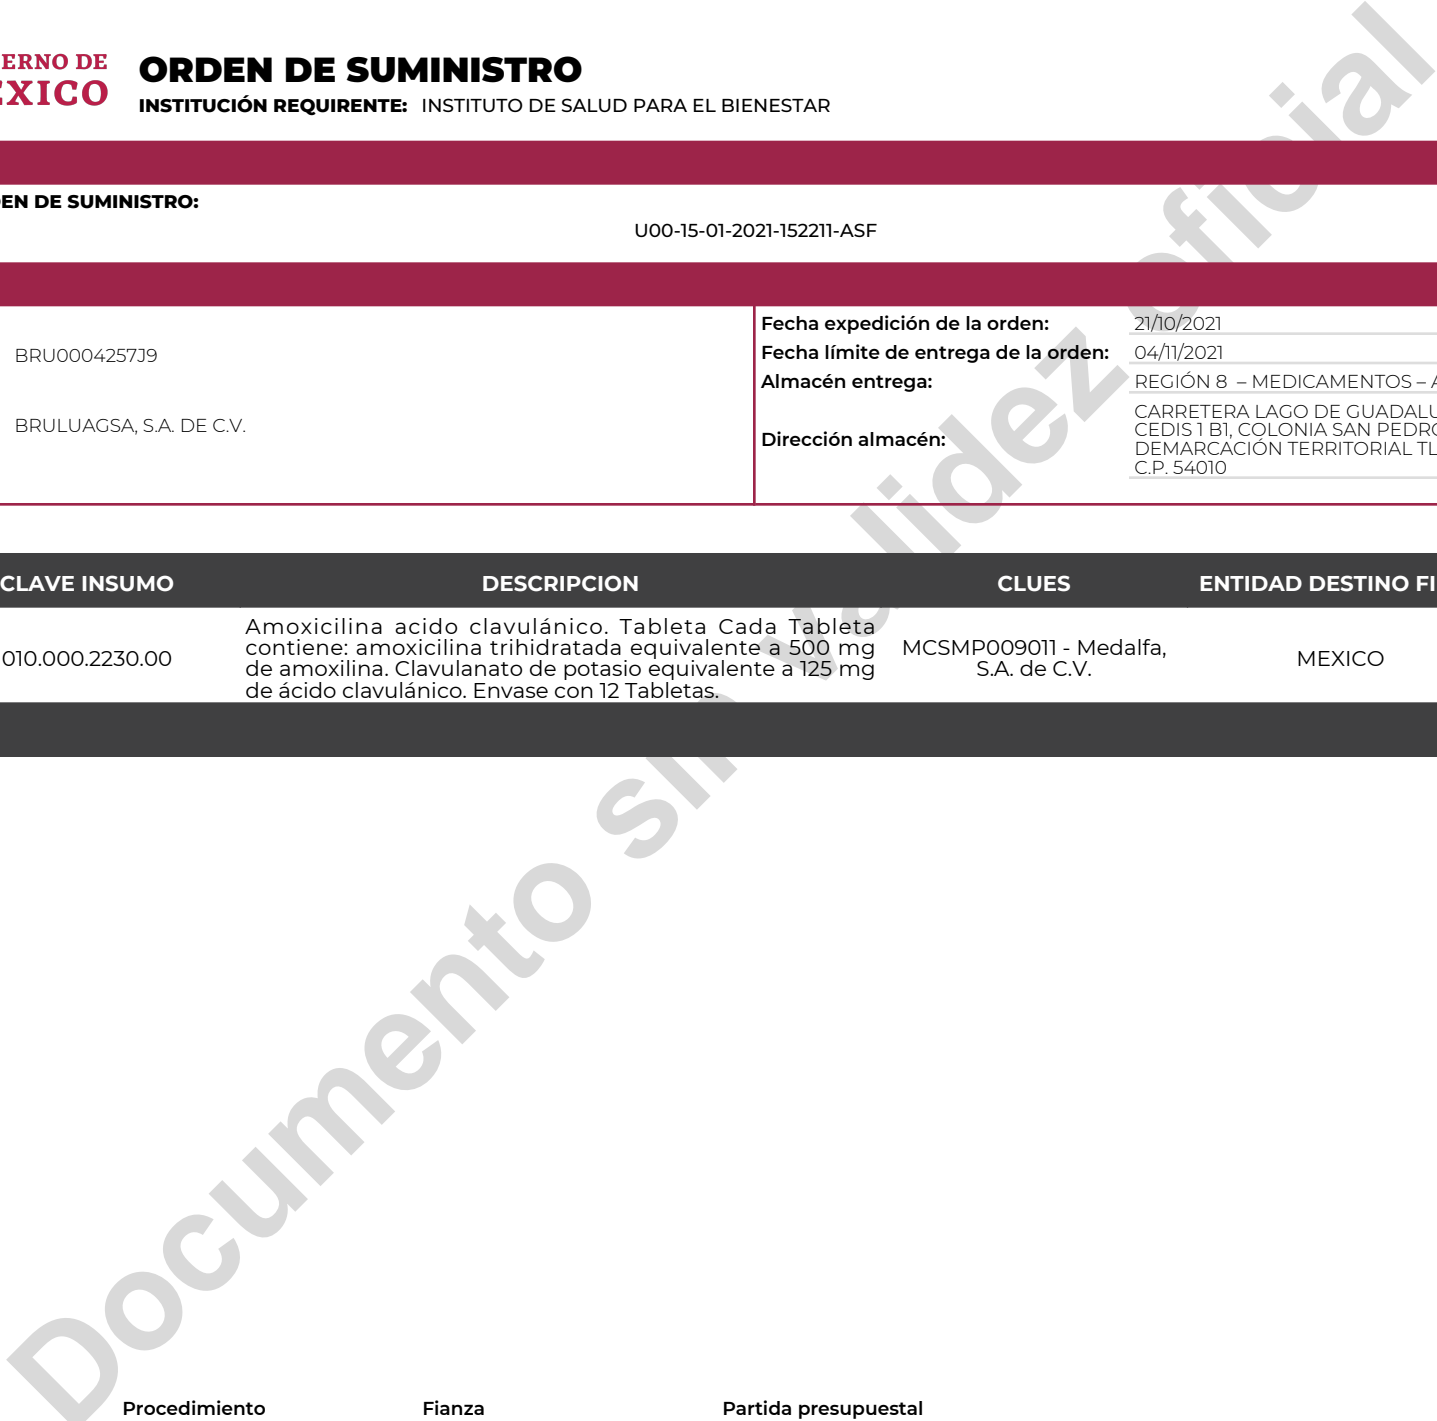 ERNO DE
EXICO
ORDEN DE SUMINISTRO
INSTITUCIÓN REQUIRENTE: INSTITUTO DE SALUD PARA EL BIENESTAR
EN DE SUMINISTRO:
U00-15-01-2021-152211-ASF
BRU0004257J9
BRULUAGSA, S.A. DE C.V.
Fecha expedición de la orden: 21/10/2021
Fecha límite de entrega de la orden: 04/11/2021
Almacén entrega: REGIÓN 8 – MEDICAMENTOS – A
Dirección almacén:
CARRETERA LAGO DE GUADALU
CEDIS 1 B1, COLONIA SAN PEDRO
DEMARCACIÓN TERRITORIAL TL
C.P. 54010
CLAVE INSUMO DESCRIPCION CLUES ENTIDAD DESTINO FI
010.000.2230.00
Amoxicilina acido clavulánico. Tableta Cada Tableta
contiene: amoxicilina trihidratada equivalente a 500 mg
de amoxilina. Clavulanato de potasio equivalente a 125 mg
de ácido clavulánico. Envase con 12 Tabletas.
MCSMP009011 - Medalfa,
S.A. de C.V.
MEXICO
Documento sin validez oficial
Procedimiento Fianza Partida presupuestal